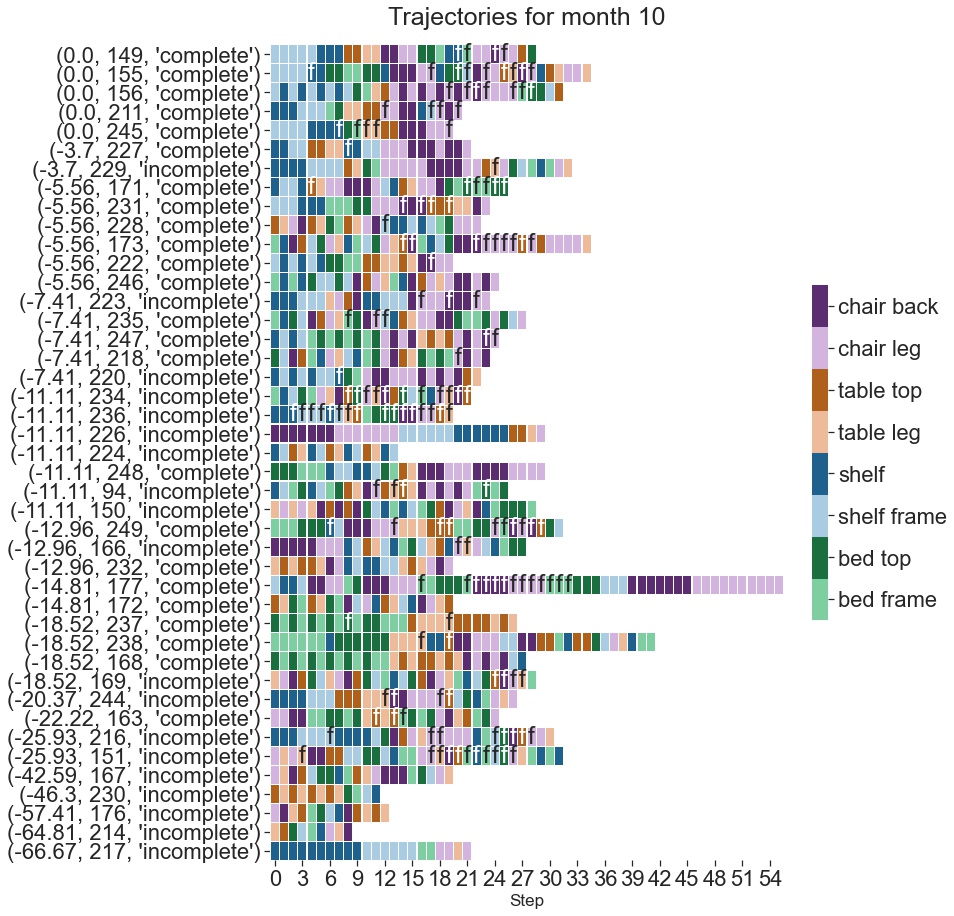 Trajectories for month 10
(0.0, 149, 'complete')
(0.0, 155, 'complete')
(0.0, 156, 'complete')
(0.0, 211, 'complete')
(0.0, 245, 'complete')
(-3.7, 227, 'complete')
(-3.7, 229, 'incomplete')
(-5.56, 171, 'complete')
(-5.56, 231, 'complete')
(-5.56, 228, 'complete')
(-5.56, 173, 'complete')
(-5.56, 222, 'complete')
(-5.56, 246, 'complete')
(-7.41, 223, 'incomplete')
(-7.41, 235, 'complete')
(-7.41, 247, 'complete')
(-7.41, 218, 'complete')
(-7.41, 220, 'incomplete')
(-11.11, 234, 'incomplete')
(-11.11, 236, 'incomplete')
(-11.11, 226, 'incomplete')
(-11.11, 224, 'incomplete')
(-11.11, 248, 'complete')
(-11.11, 94, 'incomplete')
(-11.11, 150, 'incomplete')
(-12.96, 249, 'complete')
(-12.96, 166, 'incomplete')
(-12.96, 232, 'complete')
(-14.81, 177, 'complete')
(-14.81, 172, 'complete')
(-18.52, 237, 'complete')
(-18.52, 238, 'complete')
(-18.52, 168, 'complete')
(-18.52, 169, 'incomplete')
(-20.37, 244, 'incomplete')
(-22.22, 163, 'complete')
(-25.93, 216, 'incomplete')
(-25.93, 151, 'incomplete')
(-42.59, 167, 'incomplete')
(-46.3, 230, 'incomplete')
(-57.41, 176, 'incomplete')
(-64.81, 214, 'incomplete')
(-66.67, 217, 'incomplete')
0 3 6 9 12 15 18 21 24 27 30 33 36 39 42 45 48 51 54
Step
chair back
chair leg
table top
table leg
shelf
shelf frame
bed top
bed frame